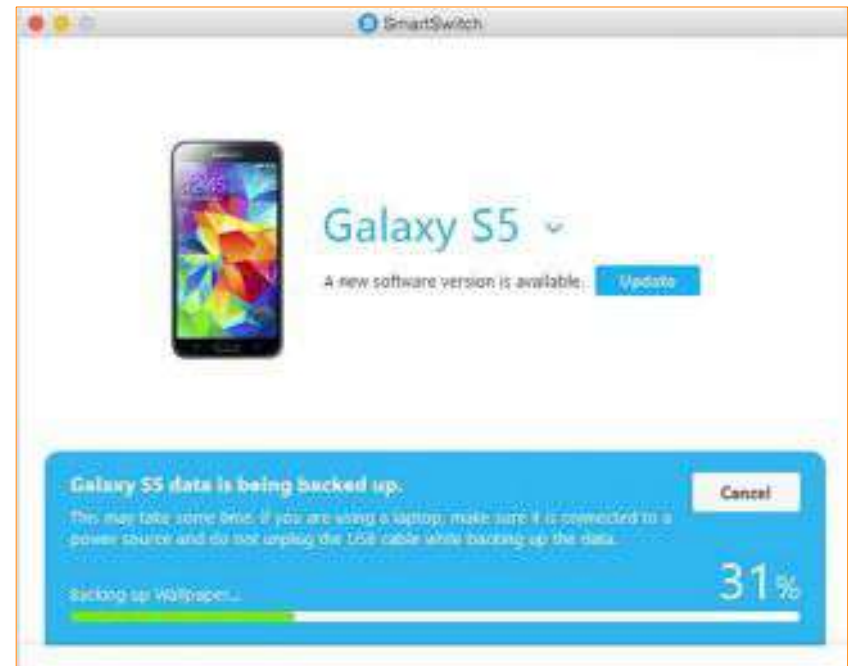 SmartSwitch
12:45
Galaxy S5
A new software version is available.
Update
Galaxy S5 data is being backed up.
Cancel
This may take some time. If you are using a laptop, make sure it is connected to a
power source and do not unplug the USB cable while backing up the data.
31%
Backing up Wallpaper...